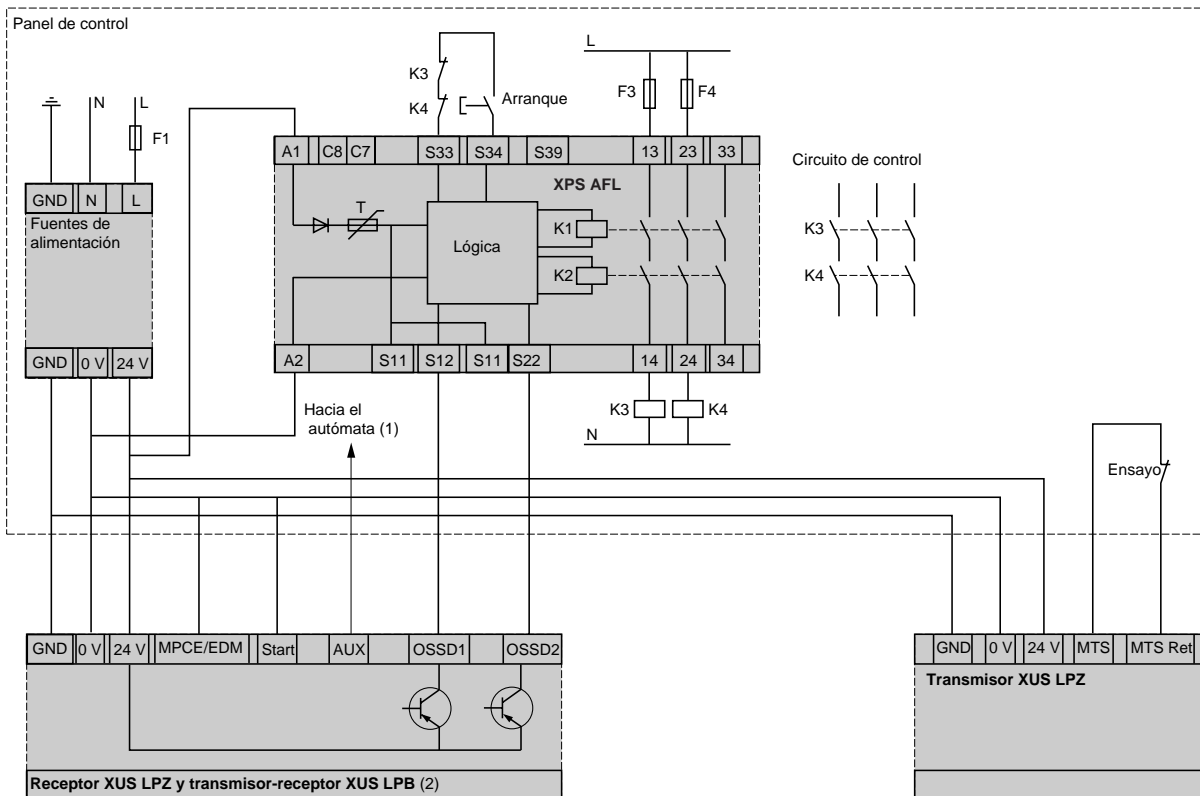 Panel de control
N
L
F1
GND
N
L
Fuentes de
alimentación
GND
0 V
24 V
K3
K4
Arranque
L
F3
F4
A1
C8
C7
S33
S34
S39
13
23
33
XPS AFL
T
Lógica
K1
K2
A2
S11
S12
S11
S22
14
24
34
Circuito de control
K3
K4
K3
K4
N
Hacia el
autómata (1)
Ensayo
GND
0 V
24 V
MPCE/EDM
Start
AUX
OSSD1
OSSD2
Receptor XUS LPZ y transmisor-receptor XUS LPB (2)
GND
0 V
24 V
MTS
MTS Ret
Transmisor XUS LPZ